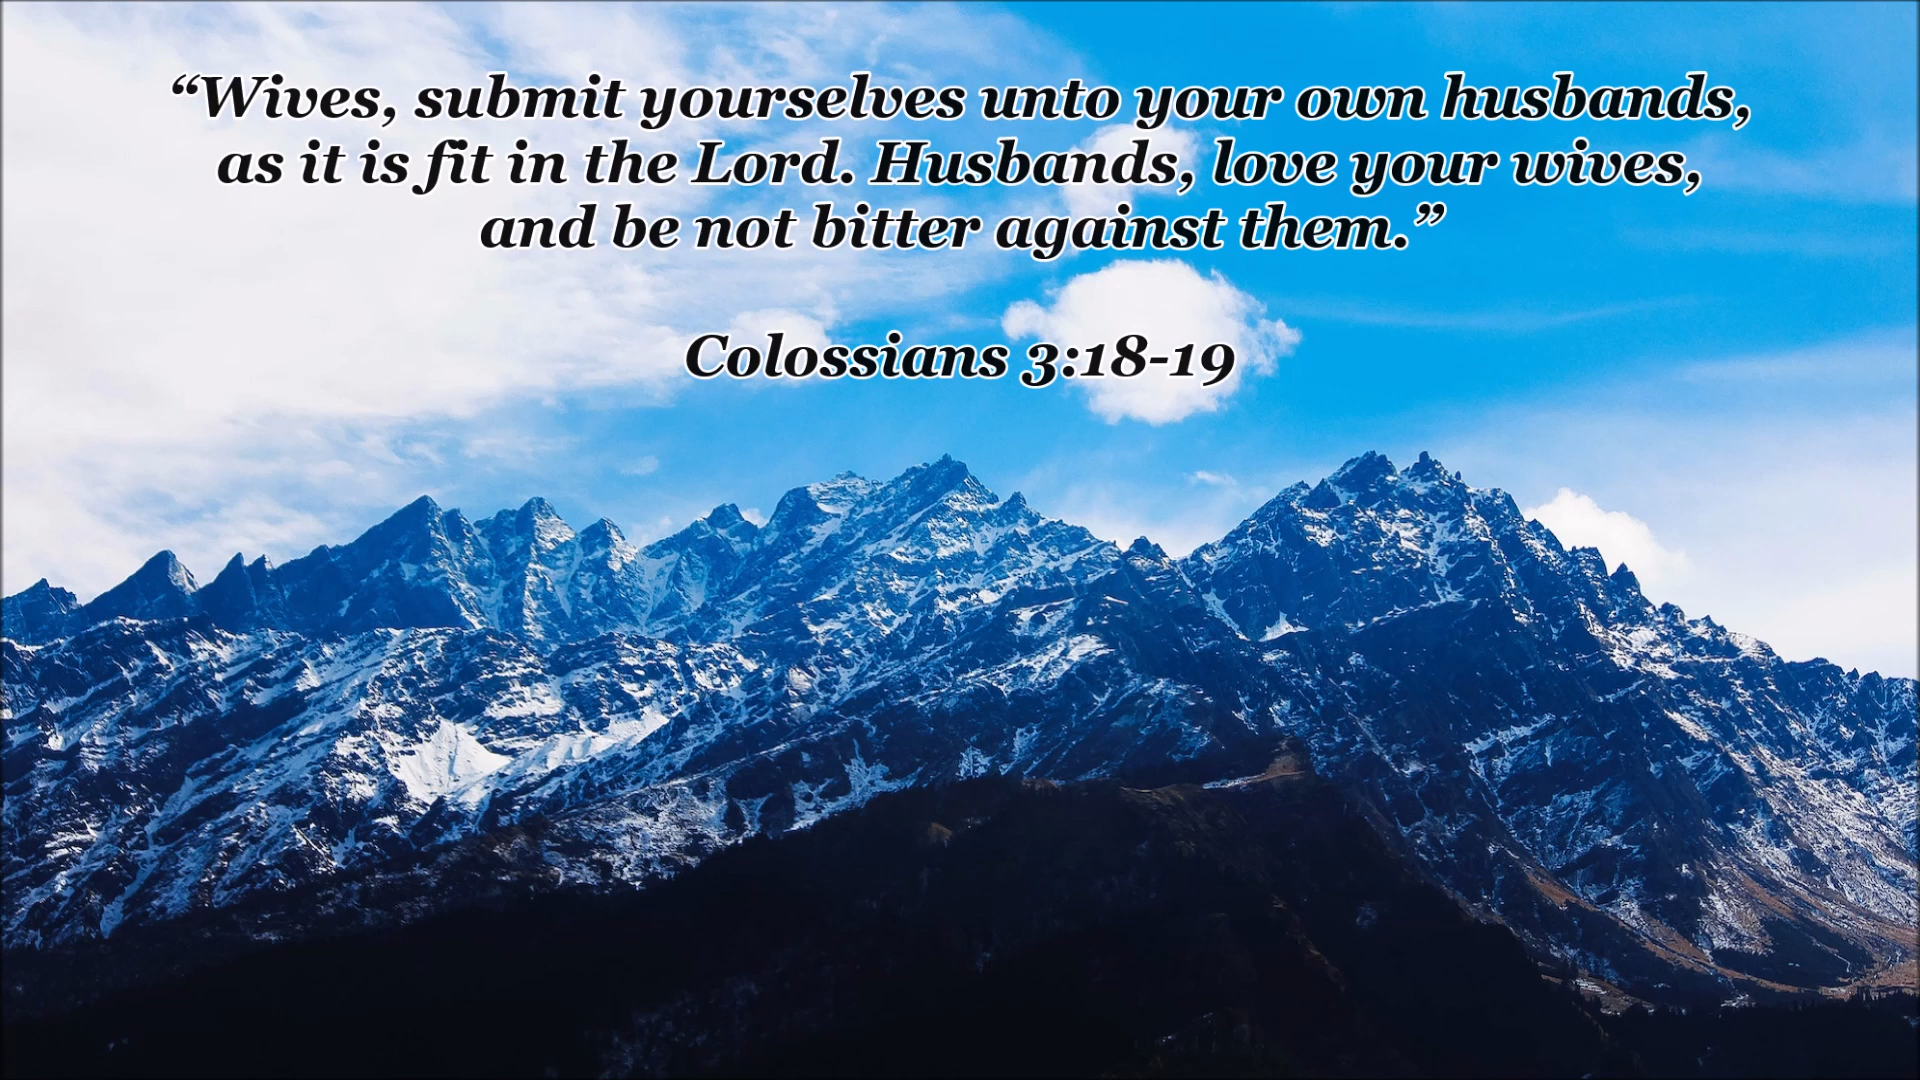 “Wives, submit yourselves unto your own husbands,
as it is fit in the Lord. Husbands, love your wives,
and be not bitter against them.”
Colossians 3:18-19